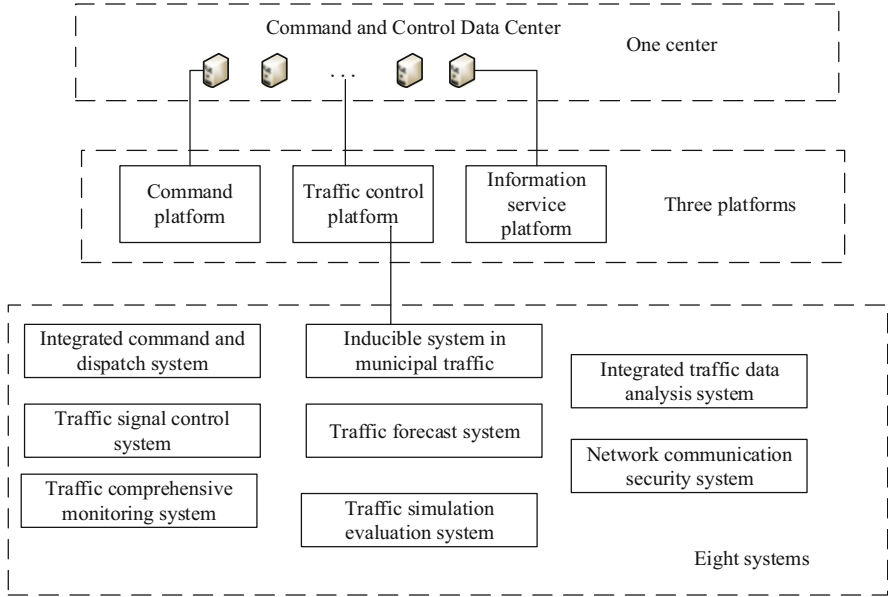 Command and Control Data Center
One center
. . .
Command
platform
Traffic control
platform
Information
service
platform
Three platforms
Integrated command and
dispatch system
Inducible system in
municipal traffic
Integrated traffic data
analysis system
Traffic signal control
system
Traffic forecast system
Network communication
security system
Traffic comprehensive
monitoring system
Traffic simulation
evaluation system
Eight systems